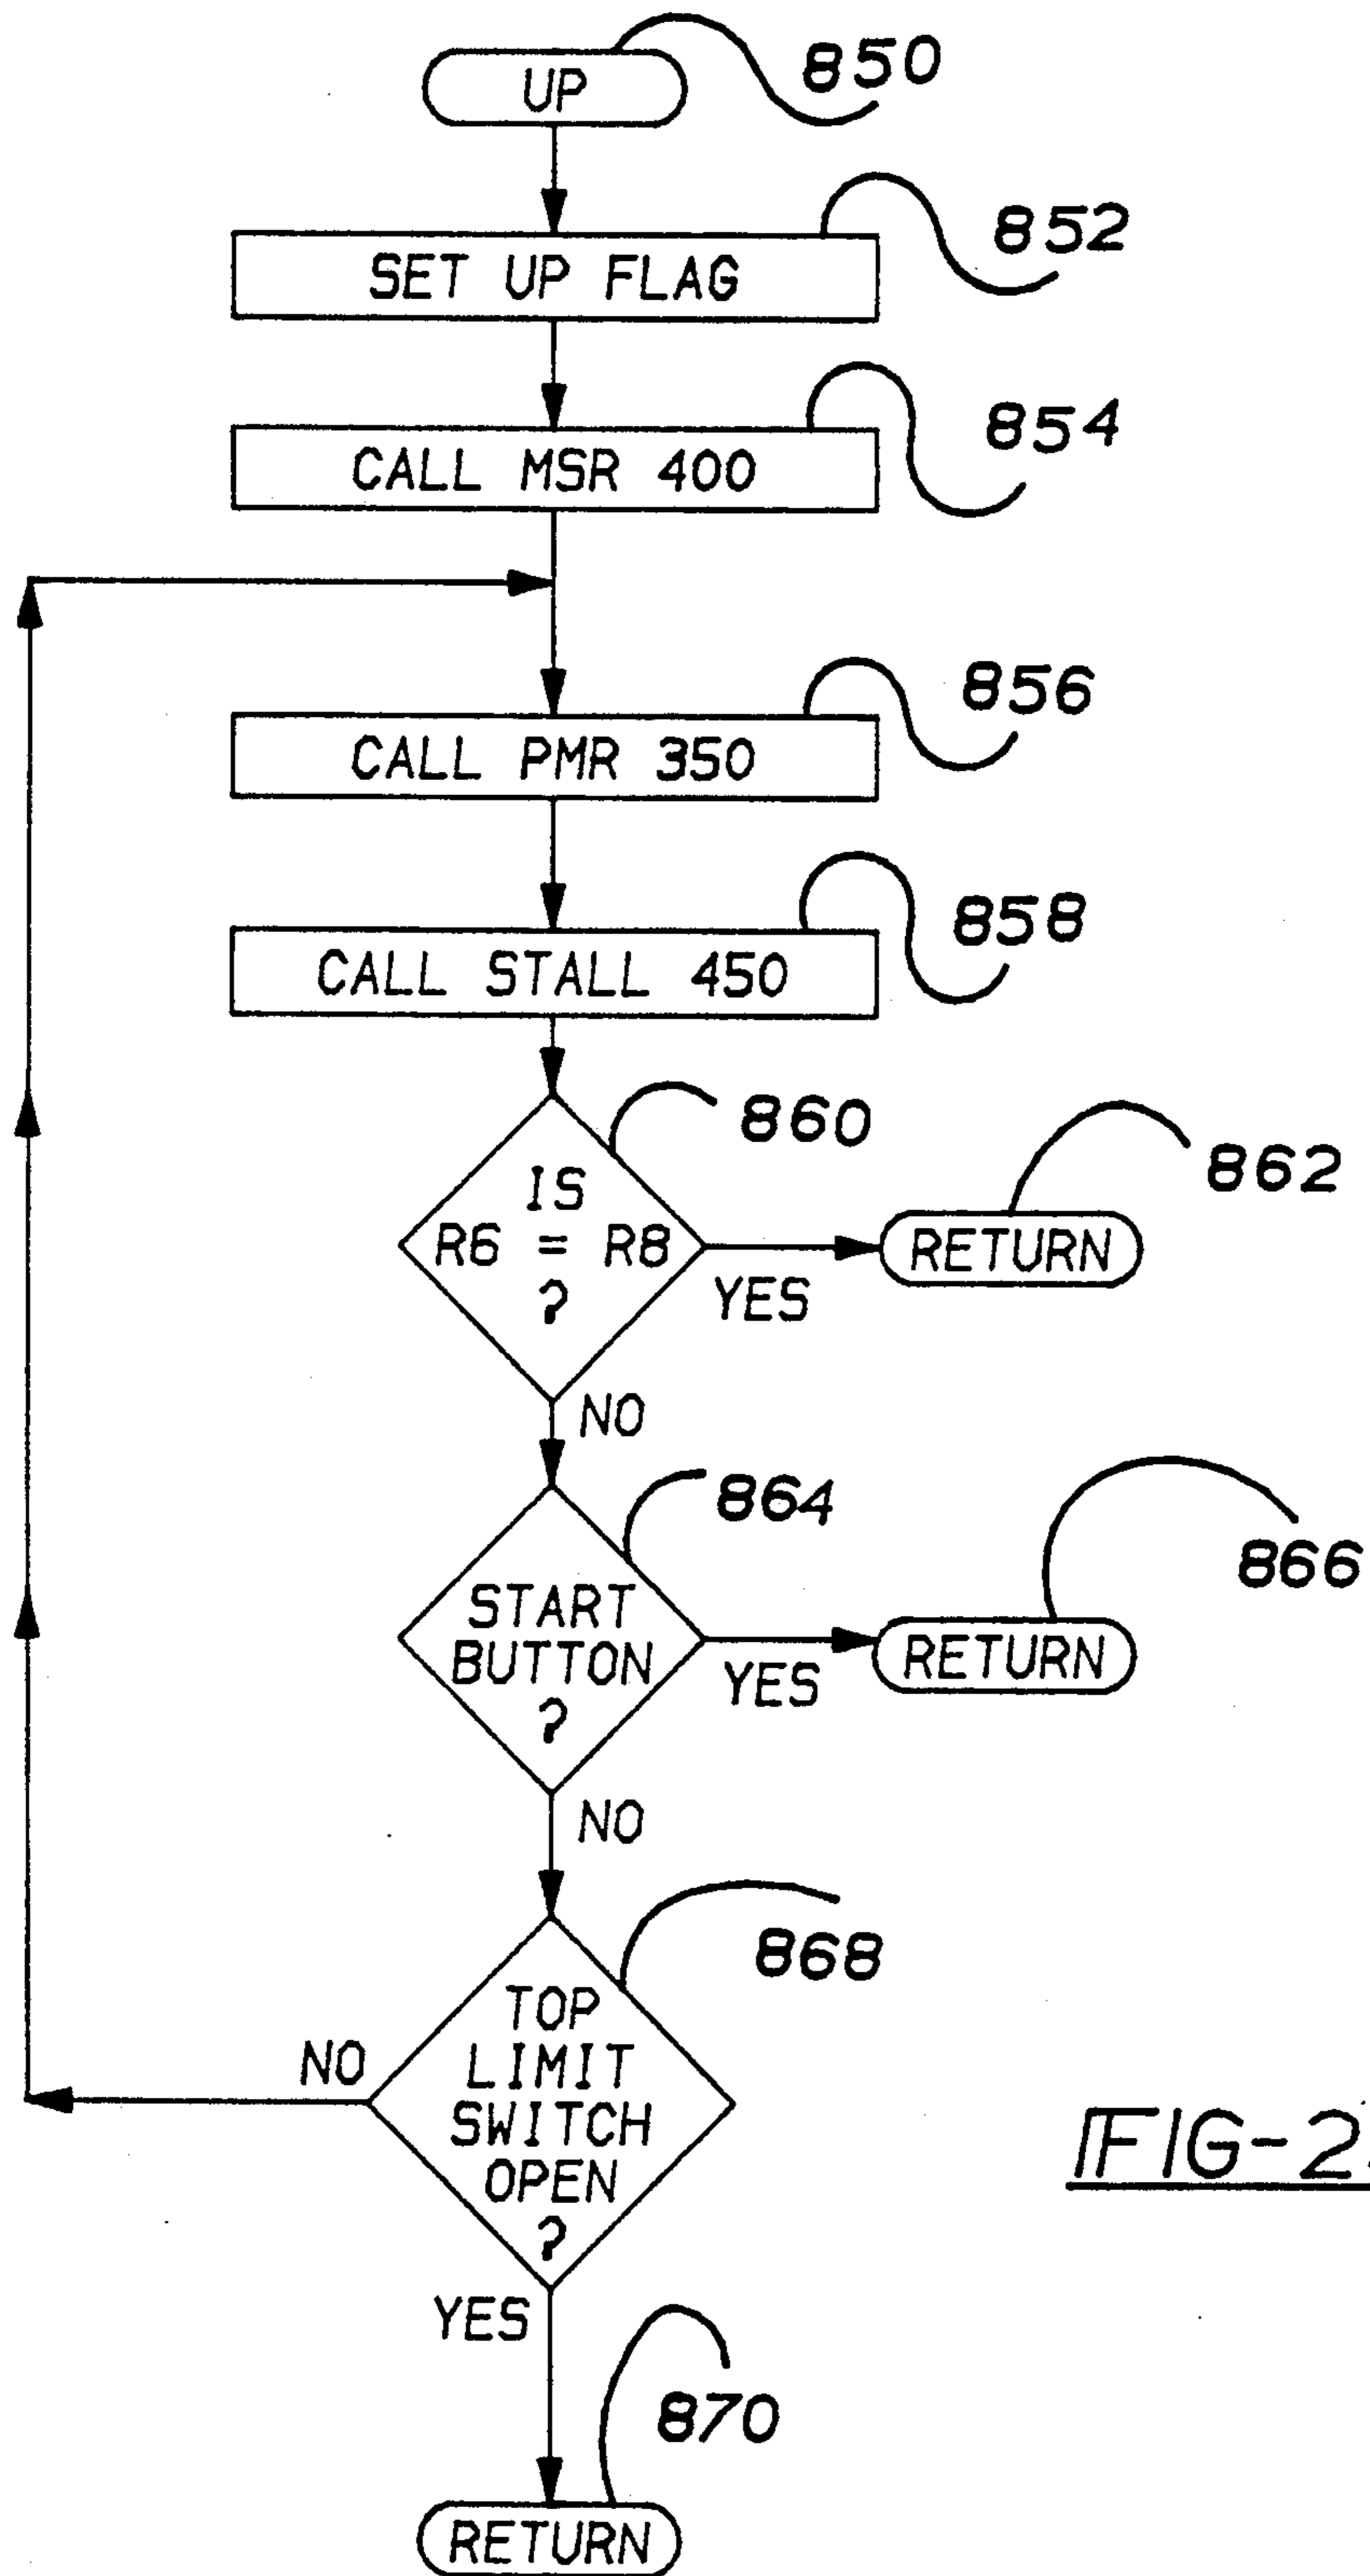 UP
850
SET UP FLAG
852
CALL MSR 400
854
CALL PMR 350
856
CALL STALL 450
858
IS
R6 = R8
?
860
YES
RETURN
862
NO
START
BUTTON
?
864
YES
RETURN
866
NO
TOP
LIMIT
SWITCH
OPEN
?
868
NO
YES
RETURN
870
FIG-2